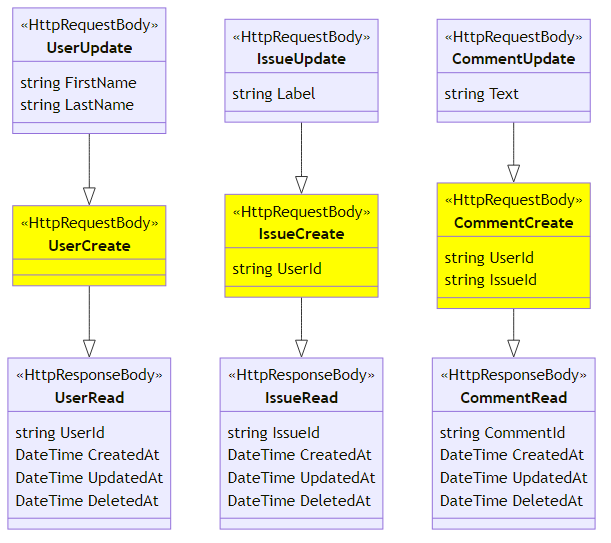 «HttpRequestBody»
UserUpdate
string FirstName
string LastName
«HttpRequestBody»
UserCreate
«HttpResponseBody»
UserRead
string UserId
DateTime CreatedAt
DateTime UpdatedAt
DateTime DeletedAt
«HttpRequestBody»
IssueUpdate
string Label
«HttpRequestBody»
IssueCreate
string UserId
«HttpResponseBody»
IssueRead
string IssueId
DateTime CreatedAt
DateTime UpdatedAt
DateTime DeletedAt
«HttpRequestBody»
CommentUpdate
string Text
«HttpRequestBody»
CommentCreate
string UserId
string IssueId
«HttpResponseBody»
CommentRead
string CommentId
DateTime CreatedAt
DateTime UpdatedAt
DateTime DeletedAt